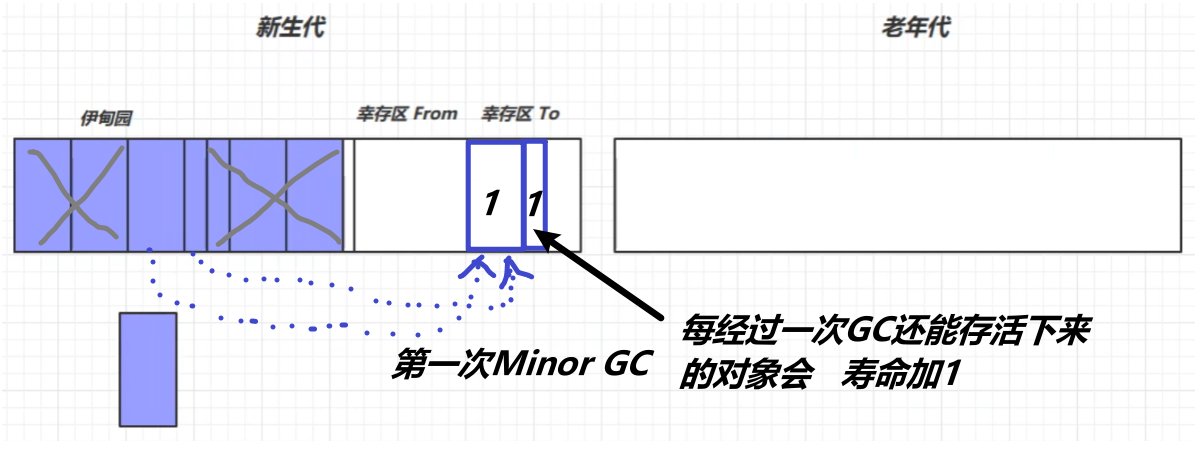 新生代
老年代
伊甸园
幸存区 From
幸存区 To
1
1
第一次Minor GC
每经过一次GC还能存活下来
的对象会 寿命加1